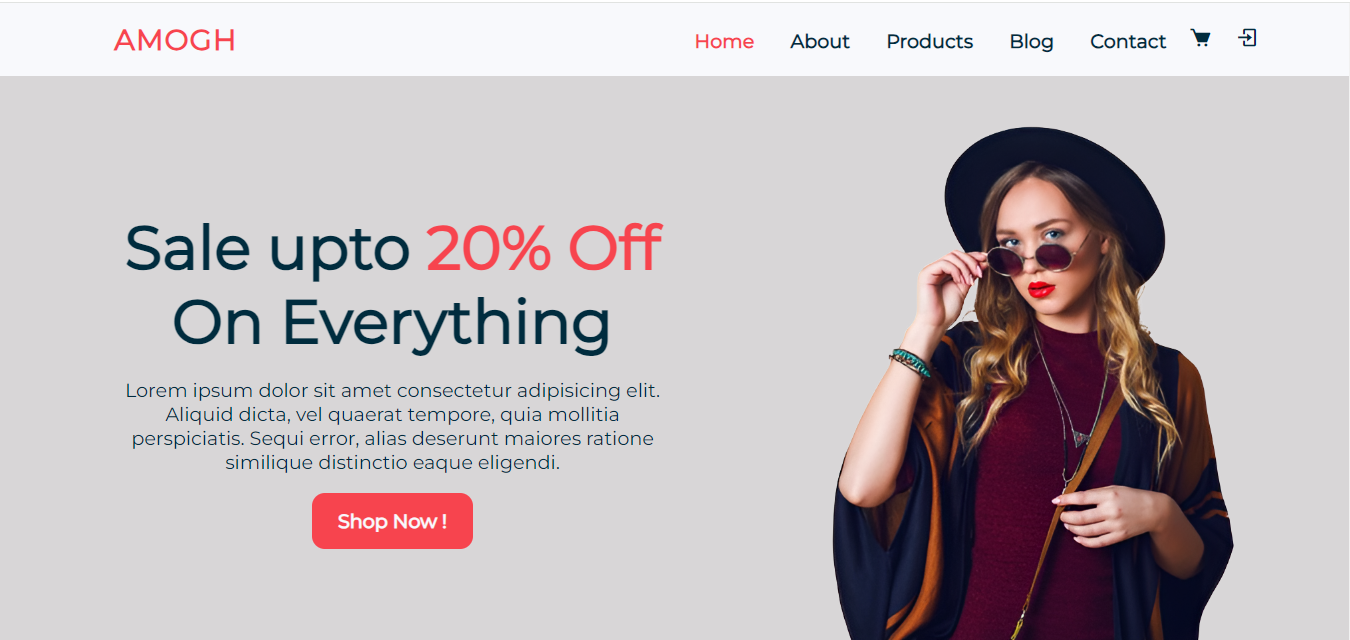 AMOGH
Home About Products Blog Contact
Sale upto 20% Off
On Everything
Lorem ipsum dolor sit amet consectetur adipisicing elit.
Aliquid dicta, vel quaerat tempore, quia mollitia
perspiciatis. Sequi error, alias deserunt maiores ratione
similique distinctio eaque eligendi.
Shop Now !